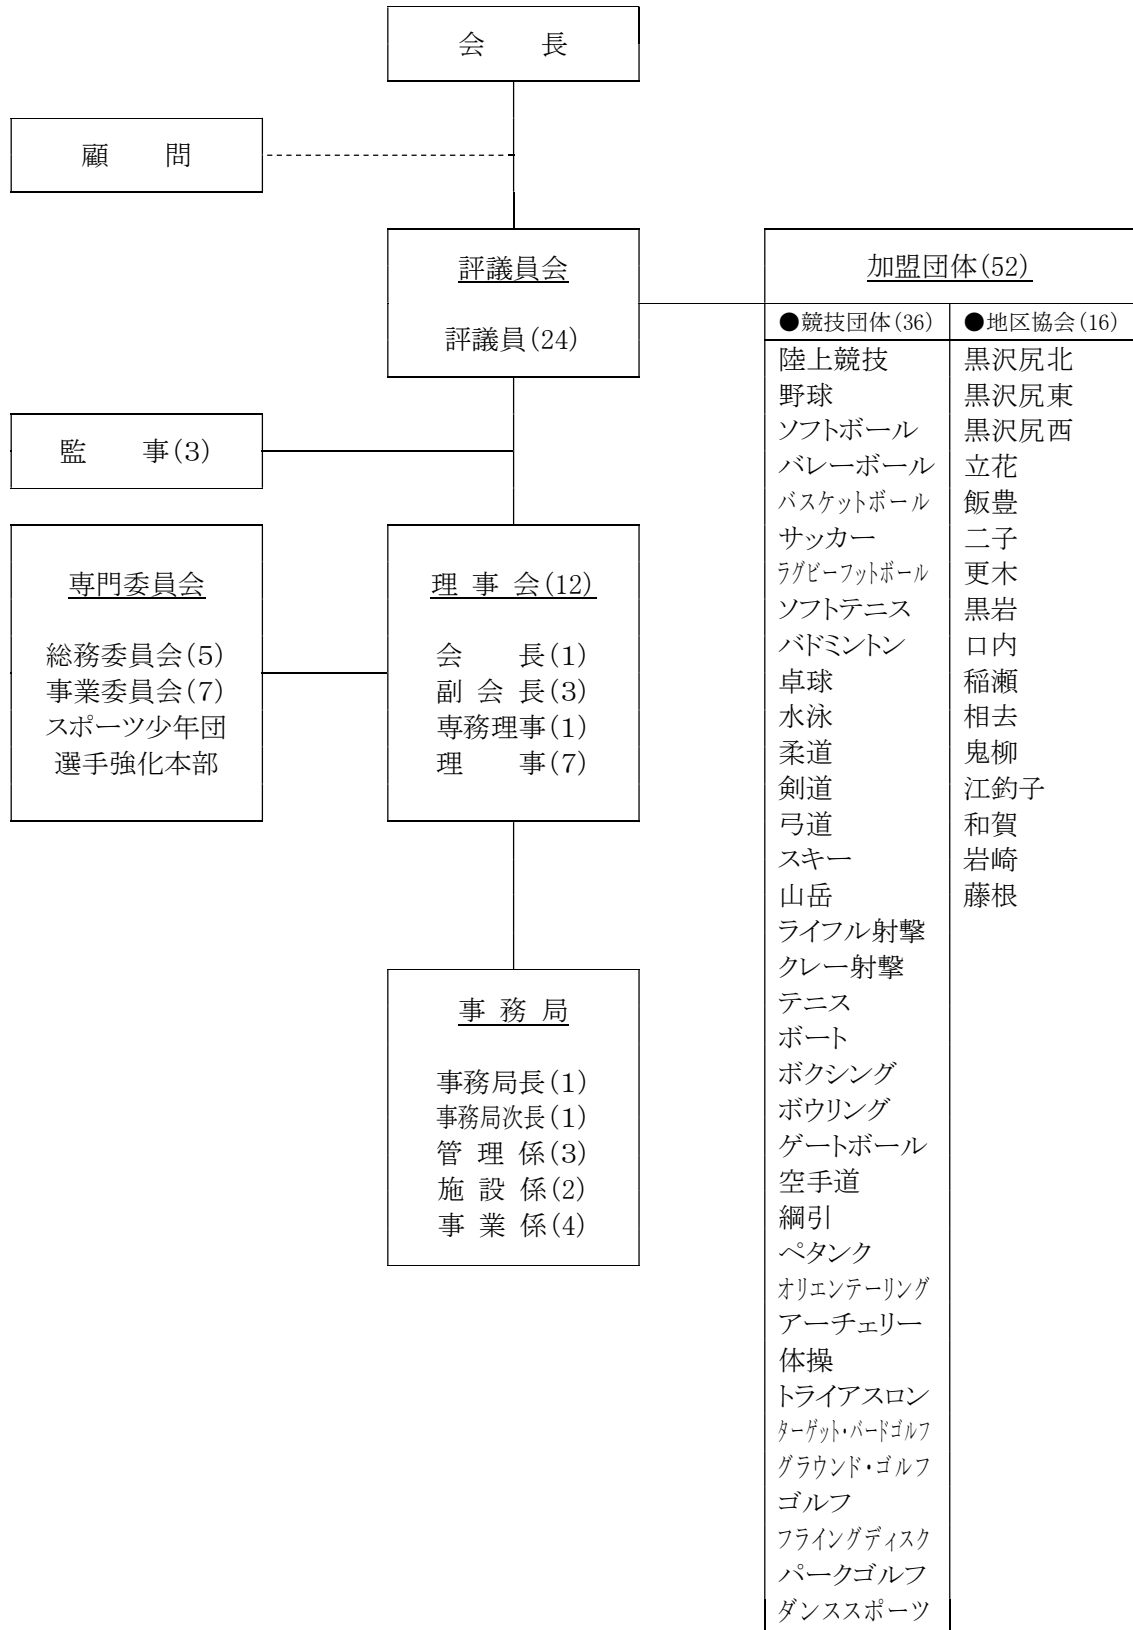 会　　長
顧　　問
評議員会
評議員(24)
監　　事(3)
専門委員会
総務委員会(5)
事業委員会(7)
スポーツ少年団
選手強化本部
理 事 会(12)
会　　長(1)
副 会 長(3)
専務理事(1)
理　　事(7)
事 務 局
事務局長(1)
事務局次長(1)
管 理 係(3)
施 設 係(2)
事 業 係(4)
加盟団体(52)
●競技団体(36)
陸上競技
野球
ソフトボール
バレーボール
バスケットボール
サッカー
ラグビーフットボール
ソフトテニス
バドミントン
卓球
水泳
柔道
剣道
弓道
スキー
山岳
ライフル射撃
クレー射撃
テニス
ボート
ボクシング
ボウリング
ゲートボール
空手道
綱引
ペタンク
オリエンテーリング
アーチェリー
体操
トライアスロン
ターゲット・バードゴルフ
グラウンド・ゴルフ
ゴルフ
フライングディスク
パークゴルフ
ダンススポーツ
●地区協会(16)
黒沢尻北
黒沢尻東
黒沢尻西
立花
飯豊
二子
更木
黒岩
口内
稲瀬
相去
鬼柳
江釣子
和賀
岩崎
藤根